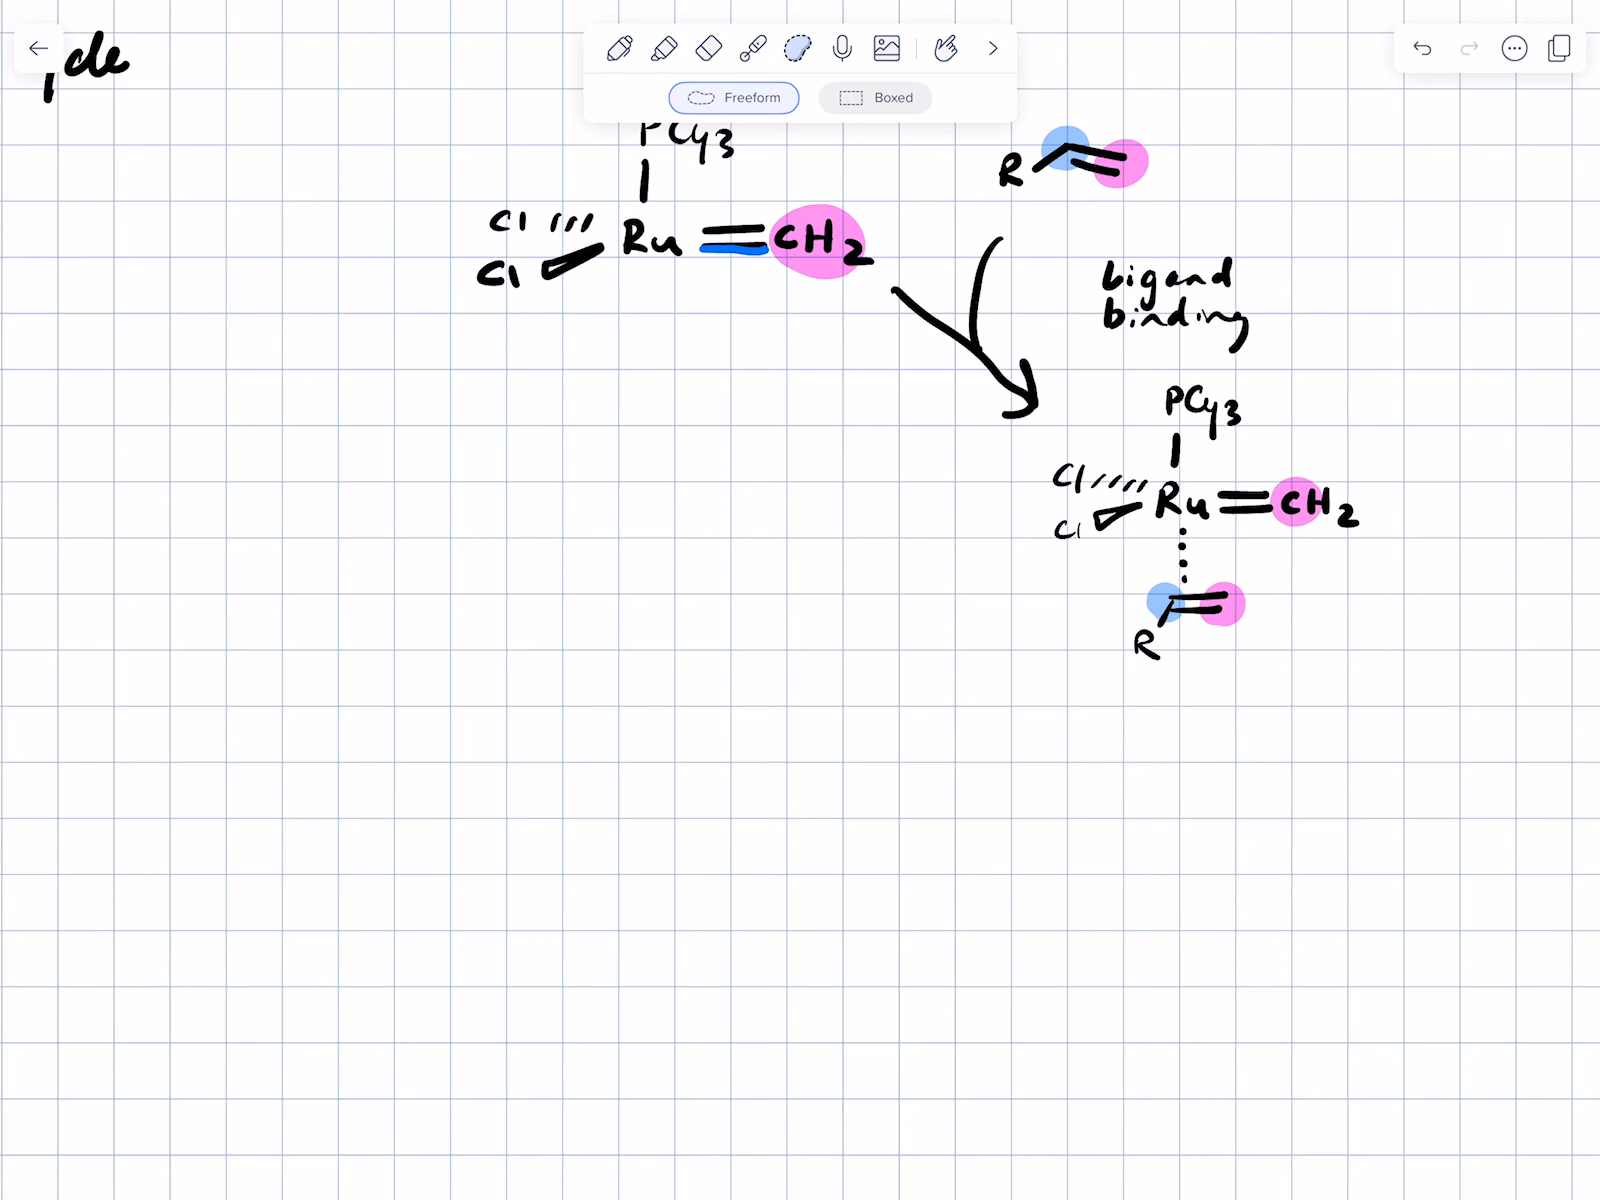 Freeform Boxed
PCy3
R
Cl
Ru
CH2
Cl
Ligand
binding
PCy3
Cl
Ru
CH2
Cl
R